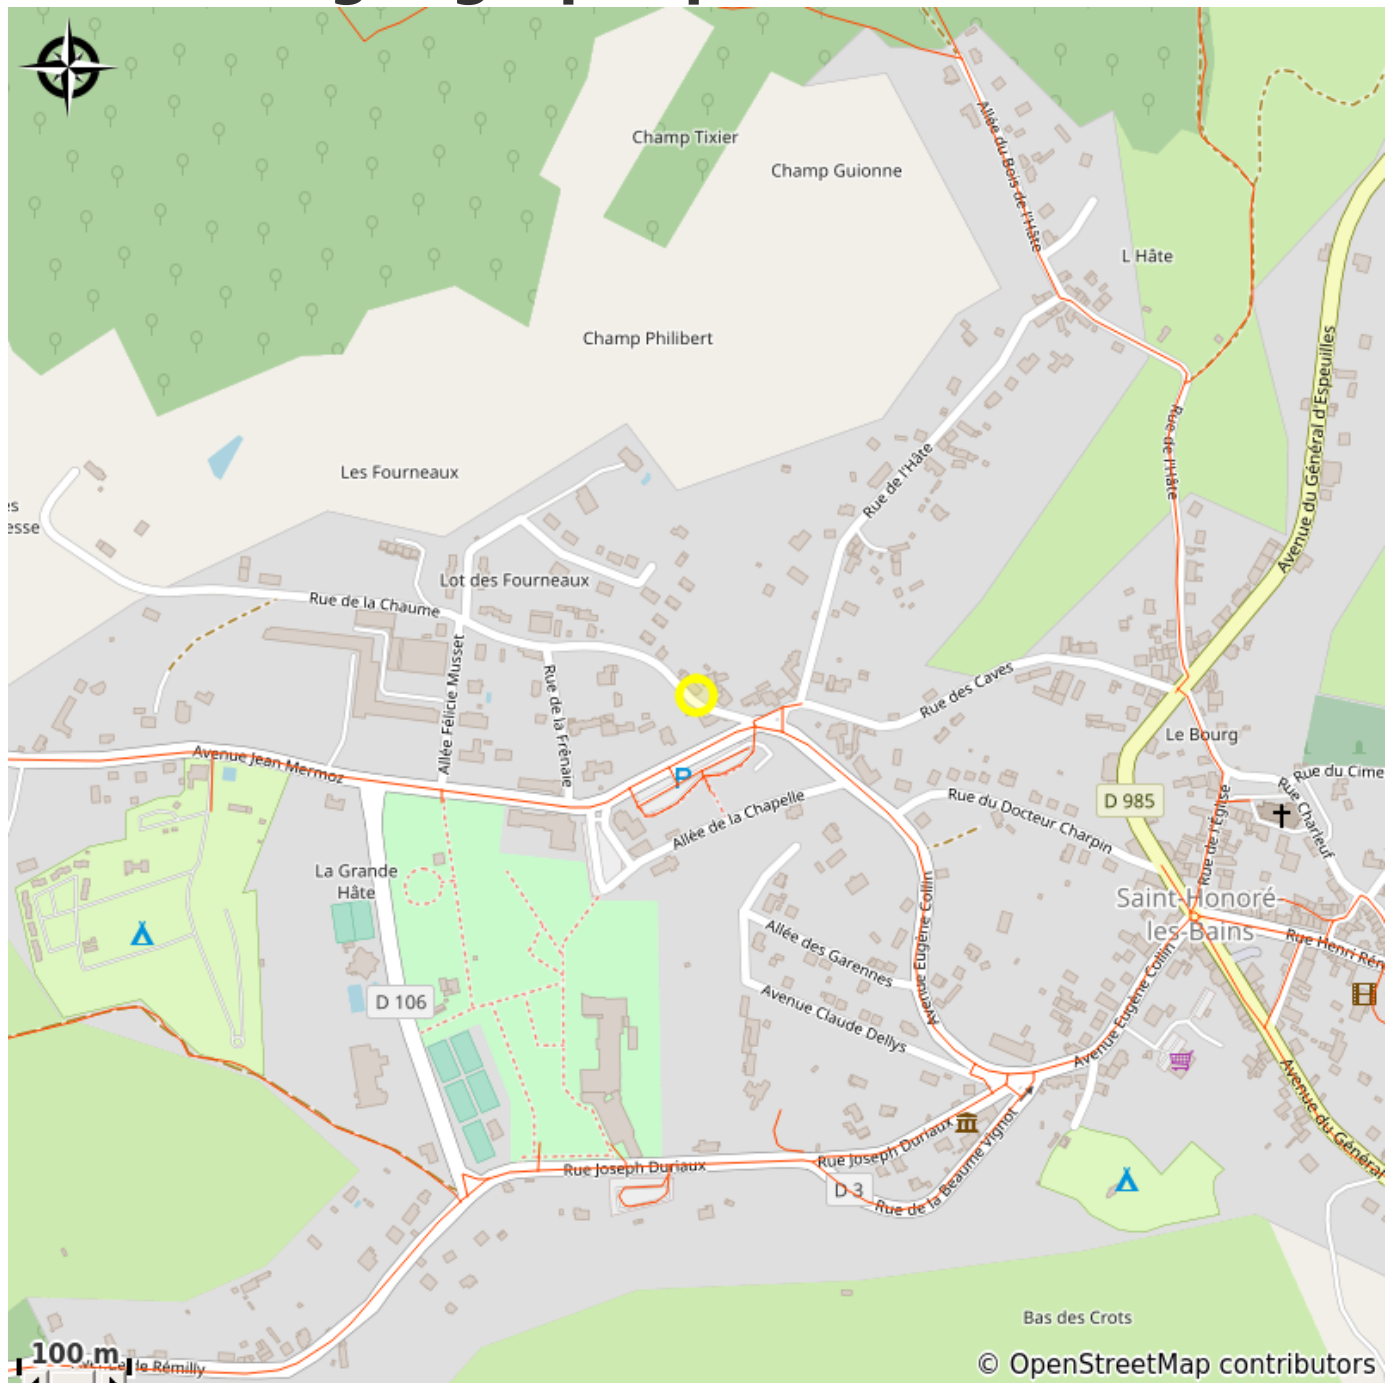 Champ Tixier
Champ Guionne
Allée du Bois de l'Hâte
L Hâte
Champ Philibert
Avenue du Général d'Espeuilles
Rue de l'Hâte
Rue de l'Hâte
Les Fourneaux
es
esse
Lot des Fourneaux
Rue de la Chaume
Allée Félicie Musset
Rue de la Frênaie
Rue des Caves
Le Bourg
Avenue Jean Mermoz
P
Rue du Cime
Rue Charleuf
D 985
Rue du Docteur Charpin
Rue de l'Église
Allée de la Chapelle
La Grande
Hâte
Saint-Honoré
les-Bains
Avenue Eugène Collin
Allée des Garennes
Rue Henri Rén
D 106
Avenue Claude Dellys
Avenue Eugène Collin
Avenue du Général
Rue Joseph Duriaux
Rue Joseph Duriaux
D 3
Rue de la Beaume vignot
Bas des Crots
100 m
de Rémilly
© OpenStreetMap contributors